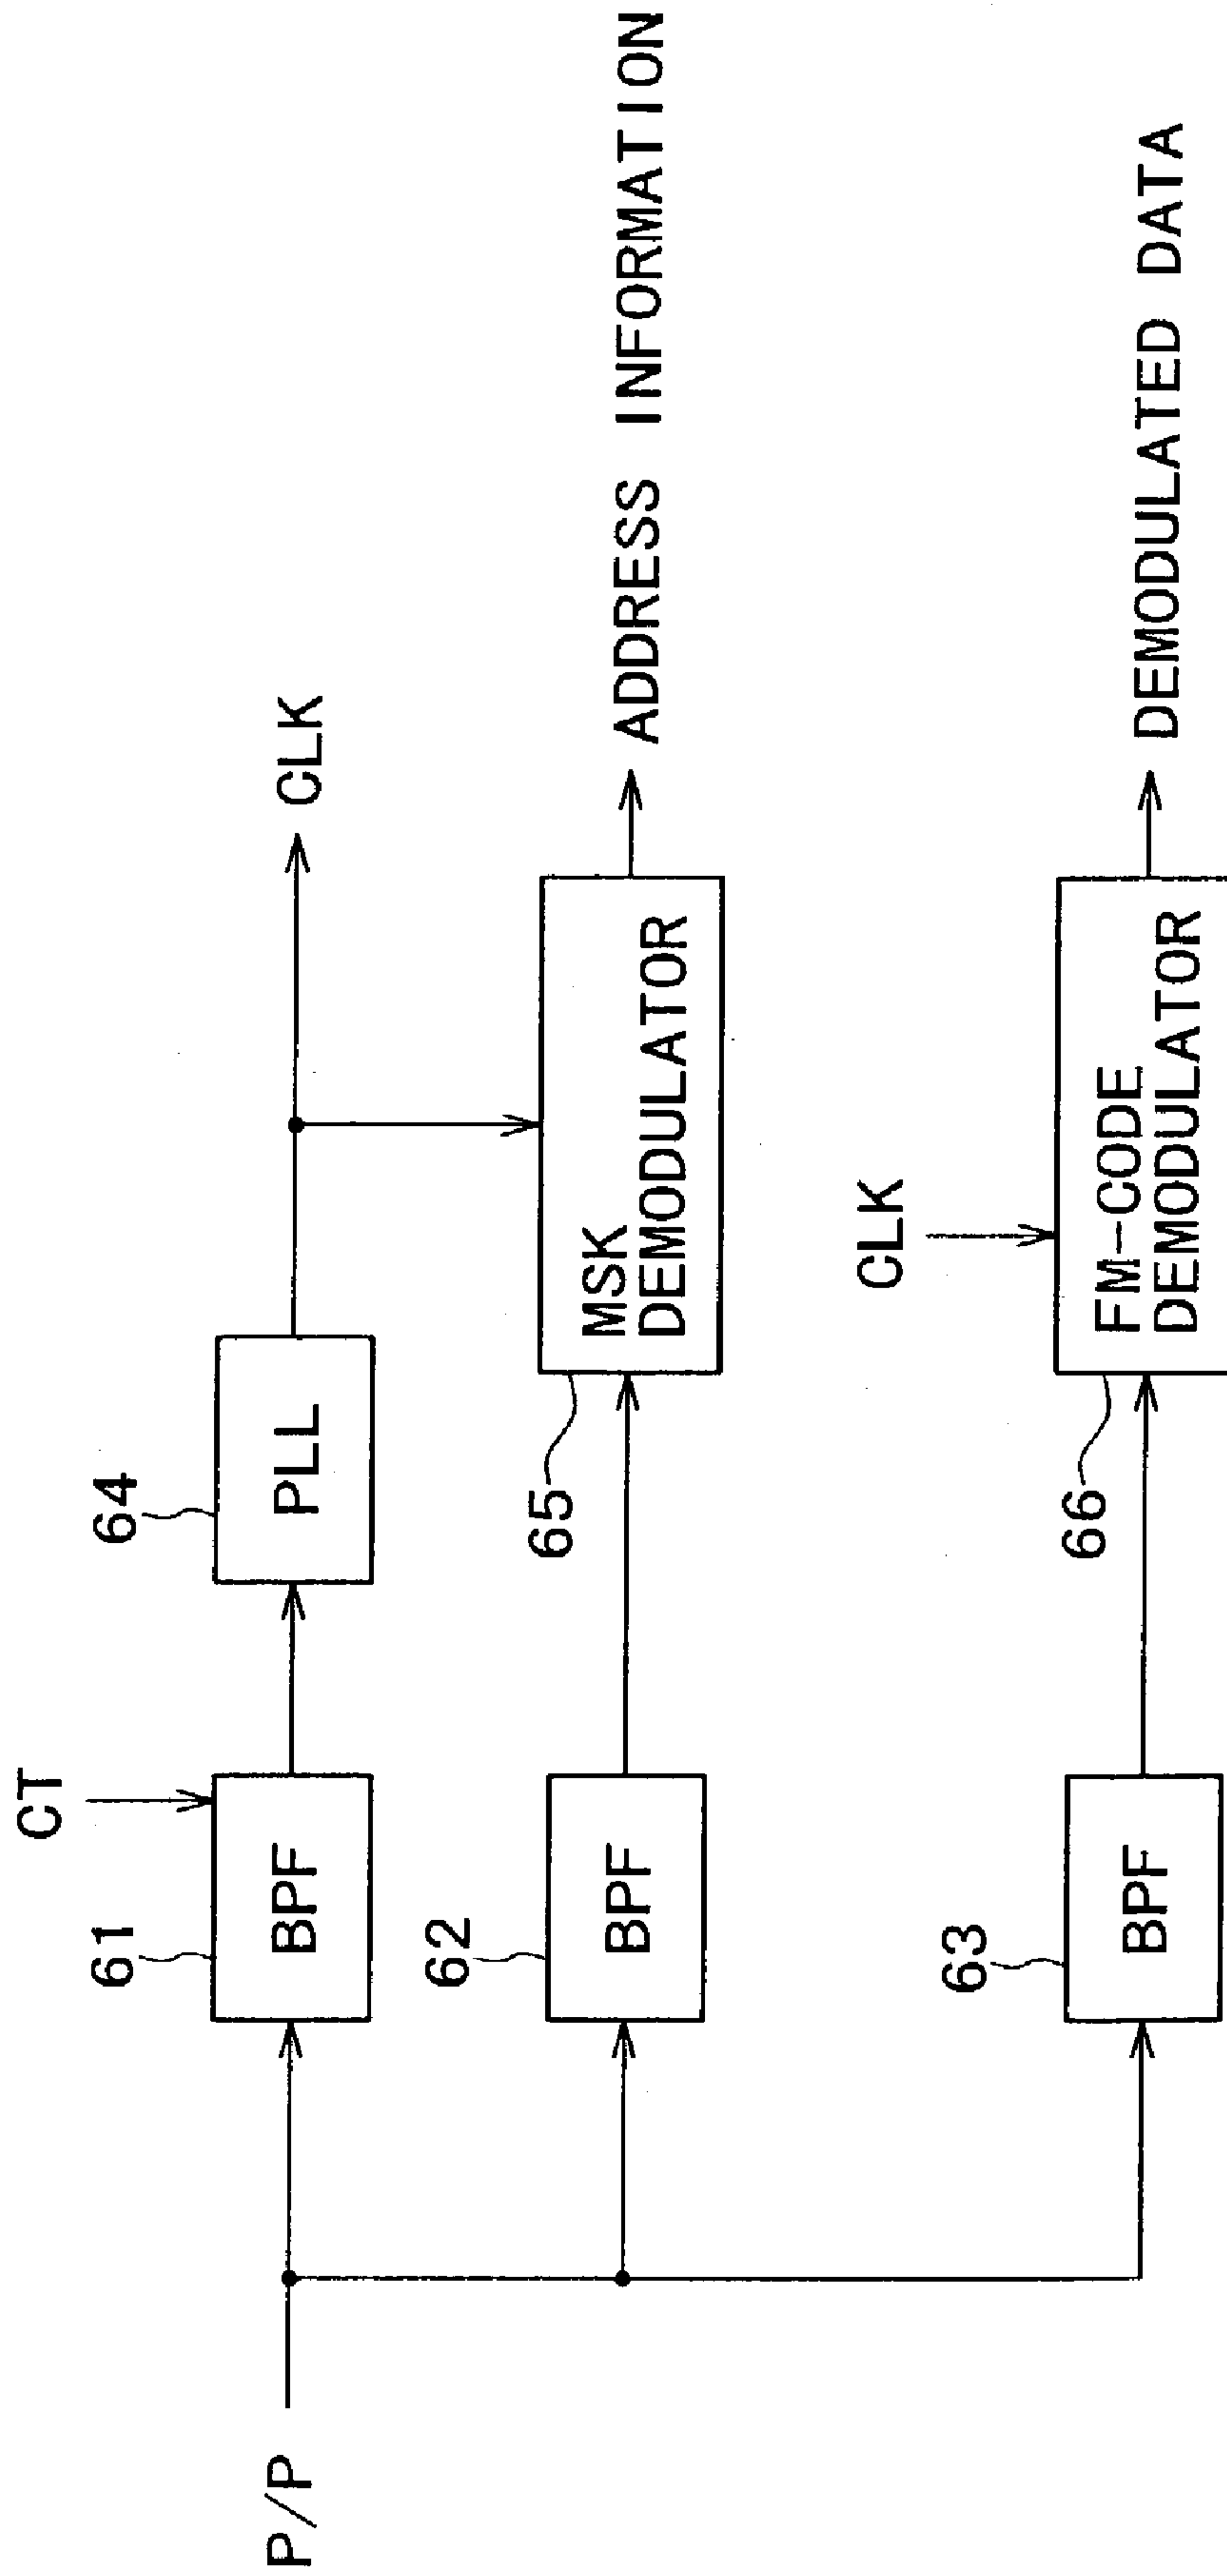 CT
61
BPF
64
PLL
CLK
P/P
62
BPF
65
MSK
DEMODULATOR
ADDRESS INFORMATION
CLK
63
BPF
66
FM-CODE
DEMODULATOR
DEMODULATED DATA